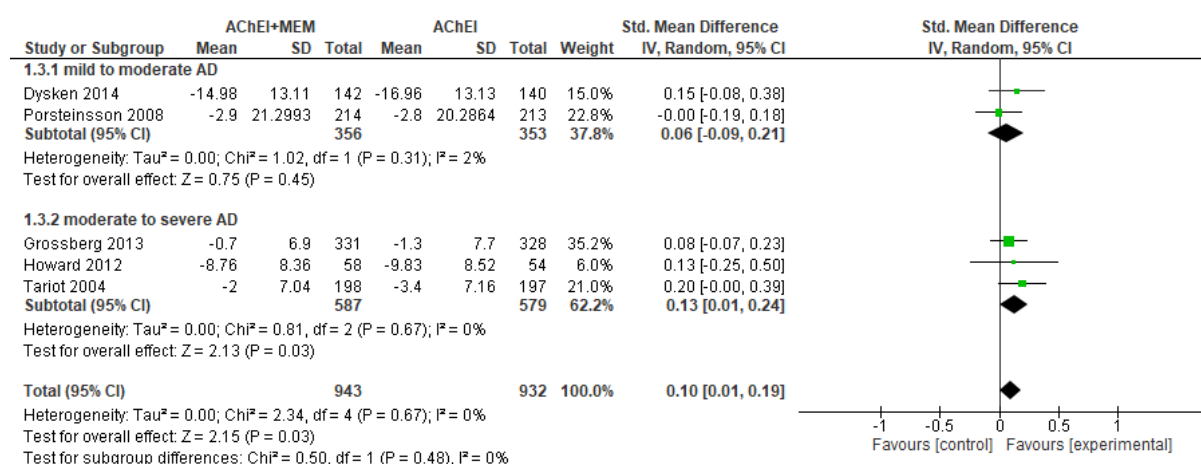 AChEI+MEM AChEI Std. Mean Difference Std. Mean Difference
Study or Subgroup Mean SD Total Mean SD Total Weight IV, Random, 95% CI IV, Random, 95% CI
1.3.1 mild to moderate AD
Dysken 2014 -14.98 13.11 142 -16.96 13.13 140 15.0% 0.15 [-0.08, 0.38]
Porsteinsson 2008 -2.9 21.2993 214 -2.8 20.2864 213 22.8% -0.00 [-0.19, 0.18]
Subtotal (95% CI) 356 353 37.8% 0.06 [-0.09, 0.21]
Heterogeneity: Tau² = 0.00; Chi² = 1.02, df = 1 (P = 0.31); I² = 2%
Test for overall effect: Z = 0.75 (P = 0.45)
1.3.2 moderate to severe AD
Grossberg 2013 -0.7 6.9 331 -1.3 7.7 328 35.2% 0.08 [-0.07, 0.23]
Howard 2012 -8.76 8.36 58 -9.83 8.52 54 6.0% 0.13 [-0.25, 0.50]
Tariot 2004 -2 7.04 198 -3.4 7.16 197 21.0% 0.20 [-0.00, 0.39]
Subtotal (95% CI) 587 579 62.2% 0.13 [0.01, 0.24]
Heterogeneity: Tau² = 0.00; Chi² = 0.81, df = 2 (P = 0.67); I² = 0%
Test for overall effect: Z = 2.13 (P = 0.03)
Total (95% CI) 943 932 100.0% 0.10 [0.01, 0.19]
Heterogeneity: Tau² = 0.00; Chi² = 2.34, df = 4 (P = 0.67); I² = 0%
Test for overall effect: Z = 2.15 (P = 0.03)
Test for subgroup differences: Chi² = 0.50, df = 1 (P = 0.48), I² = 0%
-1 -0.5 0 0.5 1
Favours [control] Favours [experimental]